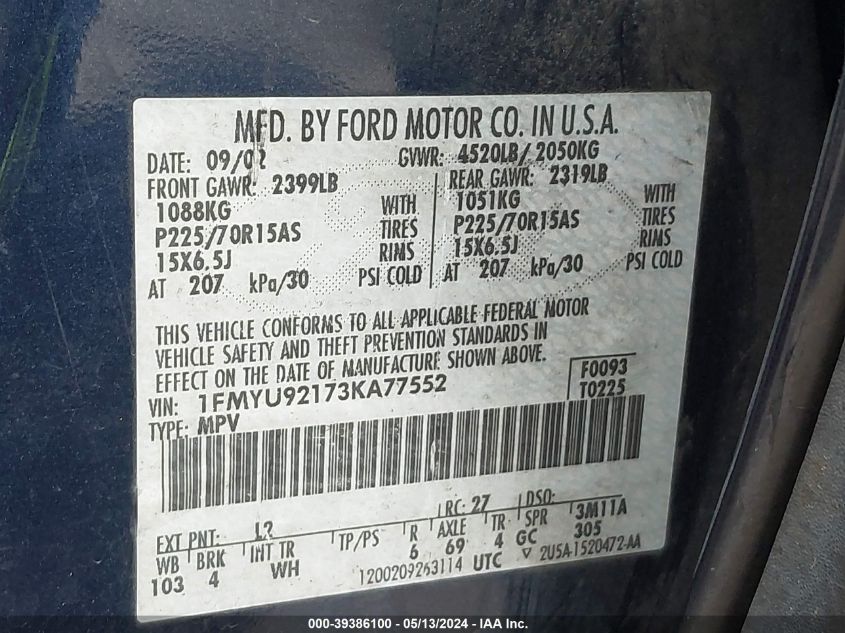 MFD. BY FORD MOTOR CO. IN U.S.A.
DATE: 09/02 GVWR: 4520LB/ 2050KG
FRONT GAWR: 2399LB REAR GAWR: 2319LB
1088KG WITH 1051KG WITH
P225/70R15AS TIRES P225/70R15AS TIRES
15X6.5J RIMS 15X6.5J RIMS
AT 207 kPa/30 PSI COLD AT 207 kPa/30 PSI COLD
THIS VEHICLE CONFORMS TO ALL APPLICABLE FEDERAL MOTOR
VEHICLE SAFETY AND THEFT PREVENTION STANDARDS IN
EFFECT ON THE DATE OF MANUFACTURE SHOWN ABOVE.
F0093
VIN: 1FMYU92173KA77552 T0225
TYPE: MPV
EXT PNT: L2 RC: 27 DSO: 3M11A
WB BRK INT TR TP/PS R AXLE TR SPR 305
103 4 WH 6 69 4 GC
1200209263114 UTC ▽ 2U5A-1520472-AA
000-39386100 - 05/13/2024 - IAA Inc.